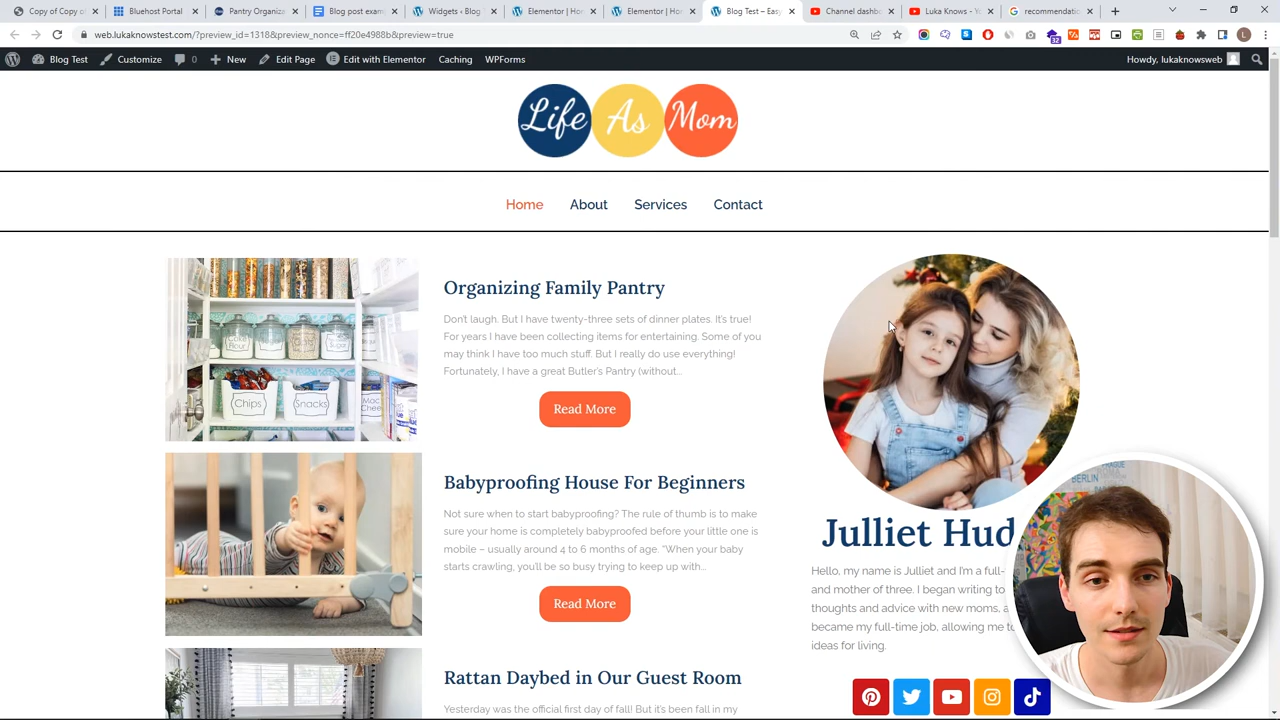 Copy of Copy o
Bluehost Portal
Pantry Organiz
Blog post exam
Widgets ‹ Blog
Elementor | Ho
Elementor | Ho
Blog Test – Easy
Channel dashb
Luka Knows - Y
recommendatio
web.lukaknowstest.com/?preview_id=1318&preview_nonce=ff20e4988b&preview=true
32
L
Blog Test
Customize
0
New
Edit Page
Edit with Elementor
Caching
WPForms
Howdy, lukaknowsweb
Life As Mom
Home
About
Services
Contact
Organizing Family Pantry
Don't laugh. But I have twenty-three sets of dinner plates. It's true!
For years I have been collecting items for entertaining. Some of you
may think I have too much stuff. But I really do use everything!
Fortunately, I have a great Butler's Pantry (without...
Read More
Chips
Snacks
Babyproofing House For Beginners
Not sure when to start babyproofing? The rule of thumb is to make
sure your home is completely babyproofed before your little one is
mobile – usually around 4 to 6 months of age. "When your baby
starts crawling, you'll be so busy trying to keep up with...
Read More
Rattan Daybed in Our Guest Room
Yesterday was the official first day of fall! But it's been fall in my
Julliet Hud
Hello, my name is Julliet and I'm a full-
and mother of three. I began writing to
thoughts and advice with new moms, a
became my full-time job, allowing me to
ideas for living.
PRAGUE
BERLIN